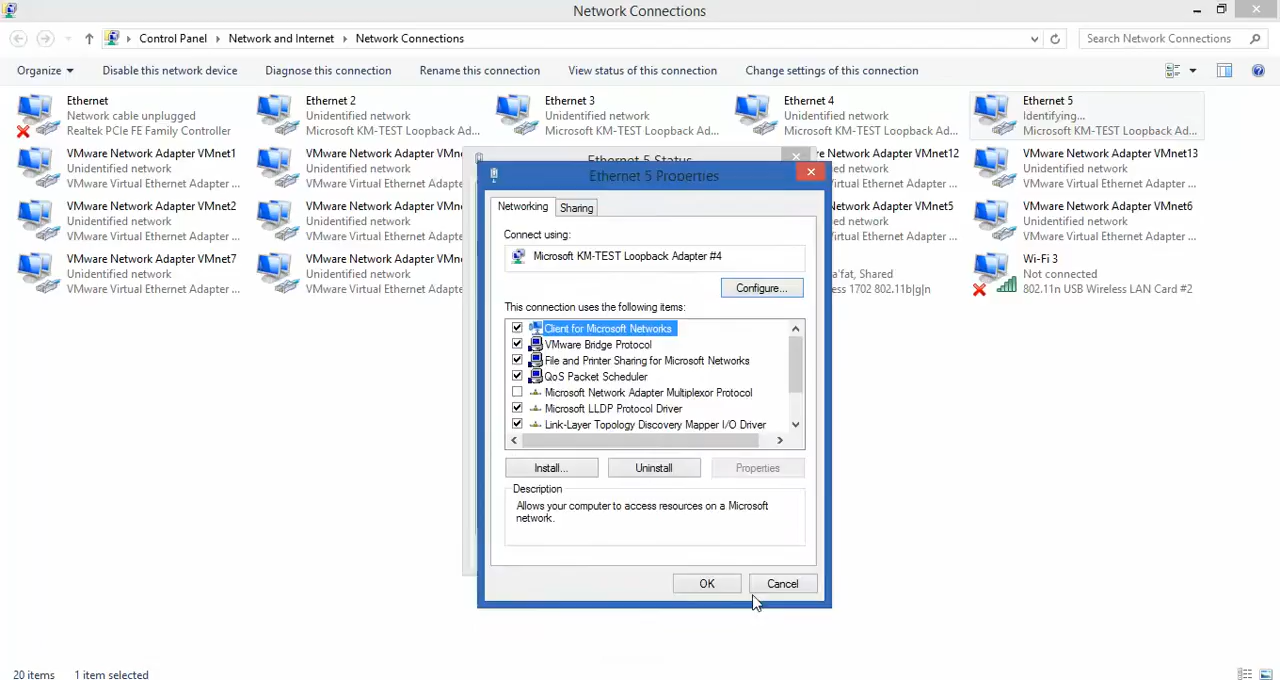 Network Connections
Control Panel Network and Internet Network Connections
Search Network Connections
Organize Disable this network device Diagnose this connection Rename this connection View status of this connection Change settings of this connection
Ethernet
Network cable unplugged
Realtek PCIe FE Family Controller
Ethernet 2
Unidentified network
Microsoft KM-TEST Loopback Ad...
Ethernet 3
Unidentified network
Microsoft KM-TEST Loopback Ad...
Ethernet 4
Unidentified network
Microsoft KM-TEST Loopback Ad...
Ethernet 5
Identifying...
Microsoft KM-TEST Loopback Ad...
VMware Network Adapter VMnet1
Unidentified network
VMware Virtual Ethernet Adapter ...
VMware Network Adapter VMne
Unidentified network
VMware Virtual Ethernet Adapter
Adapter VMnet12
network
Ethernet Adapter ...
VMware Network Adapter VMnet13
Unidentified network
VMware Virtual Ethernet Adapter ...
VMware Network Adapter VMnet2
Unidentified network
VMware Virtual Ethernet Adapter ...
VMware Network Adapter VMne
Unidentified network
VMware Virtual Ethernet Adapter
Adapter VMnet5
network
Ethernet Adapter ...
VMware Network Adapter VMnet6
Unidentified network
VMware Virtual Ethernet Adapter ...
VMware Network Adapter VMnet7
Unidentified network
VMware Virtual Ethernet Adapter ...
VMware Network Adapter VMne
Unidentified network
VMware Virtual Ethernet Adapter
a'fat, Shared
less 1702 802.11b|g|n
Wi-Fi 3
Not connected
802.11n USB Wireless LAN Card #2
Ethernet 5 Status
Ethernet 5 Properties
Networking Sharing
Connect using:
Microsoft KM-TEST Loopback Adapter #4
Configure...
This connection uses the following items:
Client for Microsoft Networks
VMware Bridge Protocol
File and Printer Sharing for Microsoft Networks
QoS Packet Scheduler
Microsoft Network Adapter Multiplexor Protocol
Microsoft LLDP Protocol Driver
Link-Layer Topology Discovery Mapper I/O Driver
Install... Uninstall Properties
Description
Allows your computer to access resources on a Microsoft
network.
OK Cancel
20 items 1 item selected